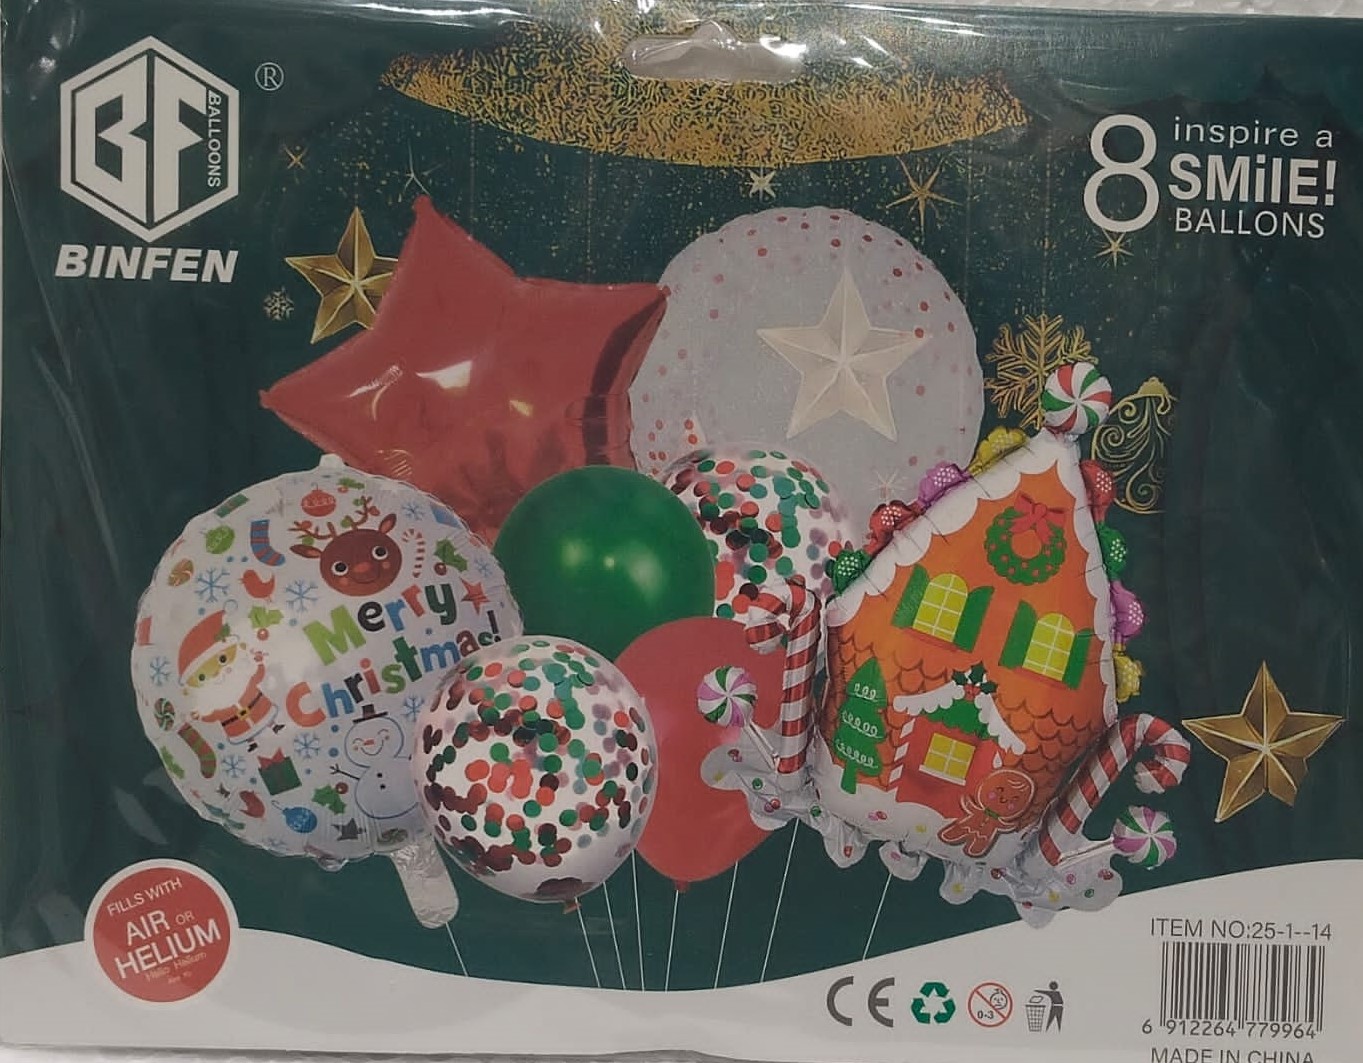 BF
BALLOONS
®
BINFEN
8
inspire a
SMilE!
BALLONS
Merry
Christmas!
FILLS WITH
AIR OR
HELIUM
CE
0-3
ITEM NO:25-1--14
6 912264 779964
MADE IN CHINA